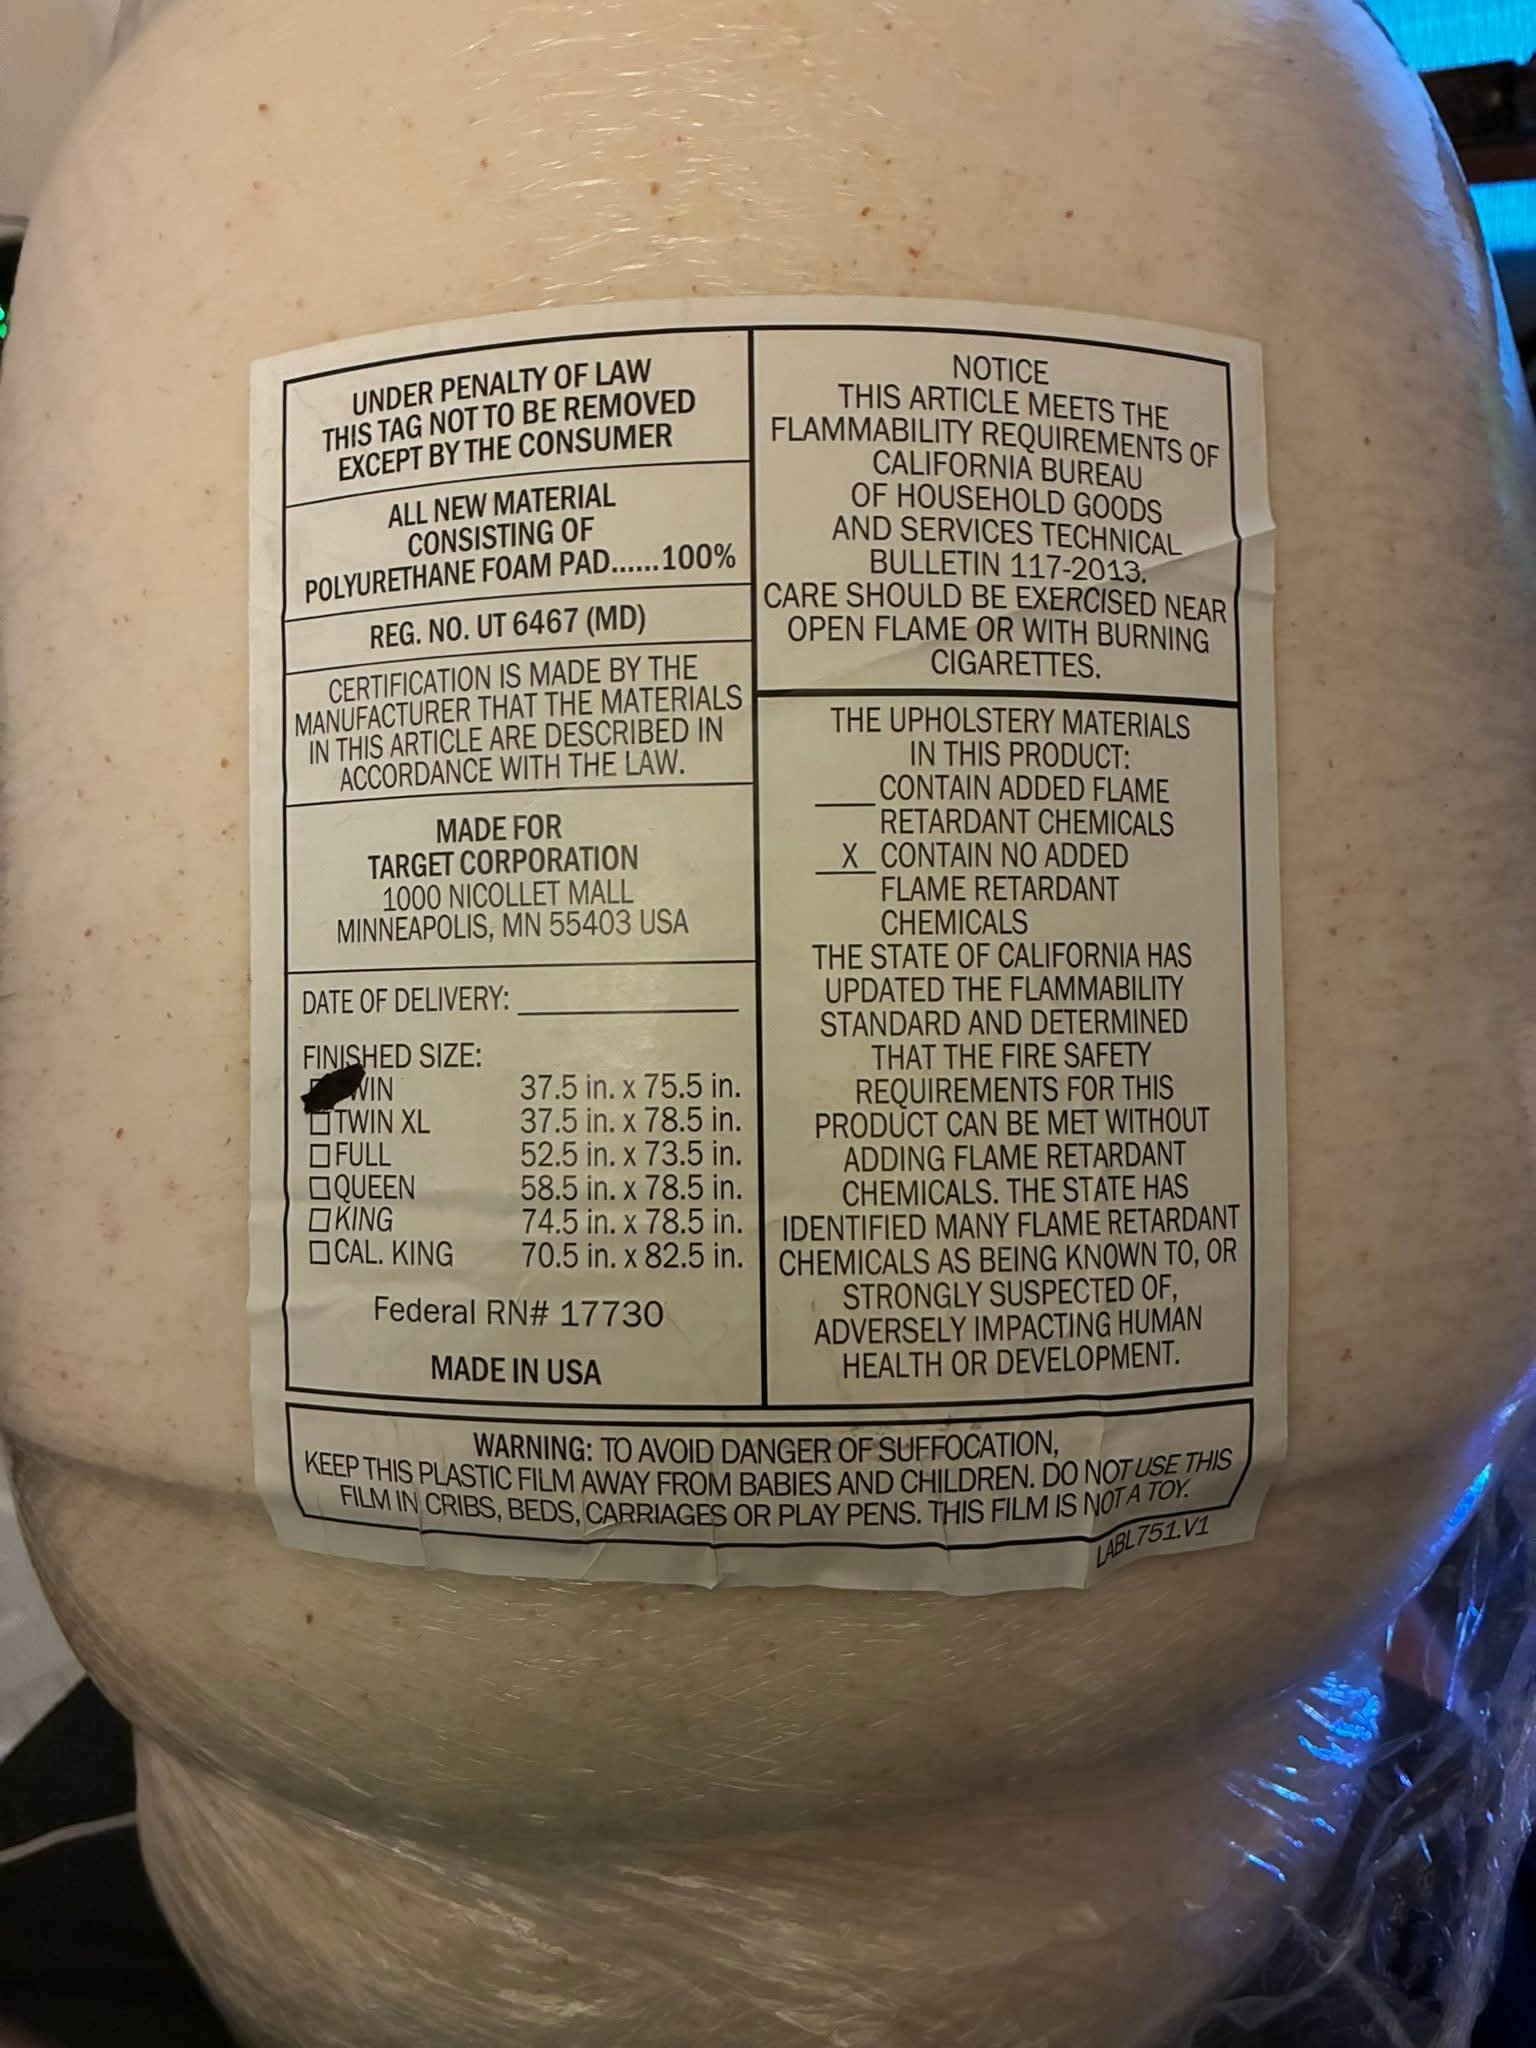 UNDER PENALTY OF LAW
THIS TAG NOT TO BE REMOVED
EXCEPT BY THE CONSUMER
ALL NEW MATERIAL
CONSISTING OF
POLYURETHANE FOAM PAD......100%
REG. NO. UT 6467 (MD)
CERTIFICATION IS MADE BY THE
MANUFACTURER THAT THE MATERIALS
IN THIS ARTICLE ARE DESCRIBED IN
ACCORDANCE WITH THE LAW.
MADE FOR
TARGET CORPORATION
1000 NICOLLET MALL
MINNEAPOLIS, MN 55403 USA
DATE OF DELIVERY: ___________
FINISHED SIZE:
TWIN 37.5 in. x 75.5 in.
☐ TWIN XL 37.5 in. x 78.5 in.
☐ FULL 52.5 in. x 73.5 in.
☐ QUEEN 58.5 in. x 78.5 in.
☐ KING 74.5 in. x 78.5 in.
☐ CAL. KING 70.5 in. x 82.5 in.
Federal RN# 17730
MADE IN USA
NOTICE
THIS ARTICLE MEETS THE
FLAMMABILITY REQUIREMENTS OF
CALIFORNIA BUREAU
OF HOUSEHOLD GOODS
AND SERVICES TECHNICAL
BULLETIN 117-2013.
CARE SHOULD BE EXERCISED NEAR
OPEN FLAME OR WITH BURNING
CIGARETTES.
THE UPHOLSTERY MATERIALS
IN THIS PRODUCT:
____CONTAIN ADDED FLAME
RETARDANT CHEMICALS
__X_CONTAIN NO ADDED
FLAME RETARDANT
CHEMICALS
THE STATE OF CALIFORNIA HAS
UPDATED THE FLAMMABILITY
STANDARD AND DETERMINED
THAT THE FIRE SAFETY
REQUIREMENTS FOR THIS
PRODUCT CAN BE MET WITHOUT
ADDING FLAME RETARDANT
CHEMICALS. THE STATE HAS
IDENTIFIED MANY FLAME RETARDANT
CHEMICALS AS BEING KNOWN TO, OR
STRONGLY SUSPECTED OF,
ADVERSELY IMPACTING HUMAN
HEALTH OR DEVELOPMENT.
WARNING: TO AVOID DANGER OF SUFFOCATION,
KEEP THIS PLASTIC FILM AWAY FROM BABIES AND CHILDREN. DO NOT USE THIS
FILM IN CRIBS, BEDS, CARRIAGES OR PLAY PENS. THIS FILM IS NOT A TOY.
LABL751.V1